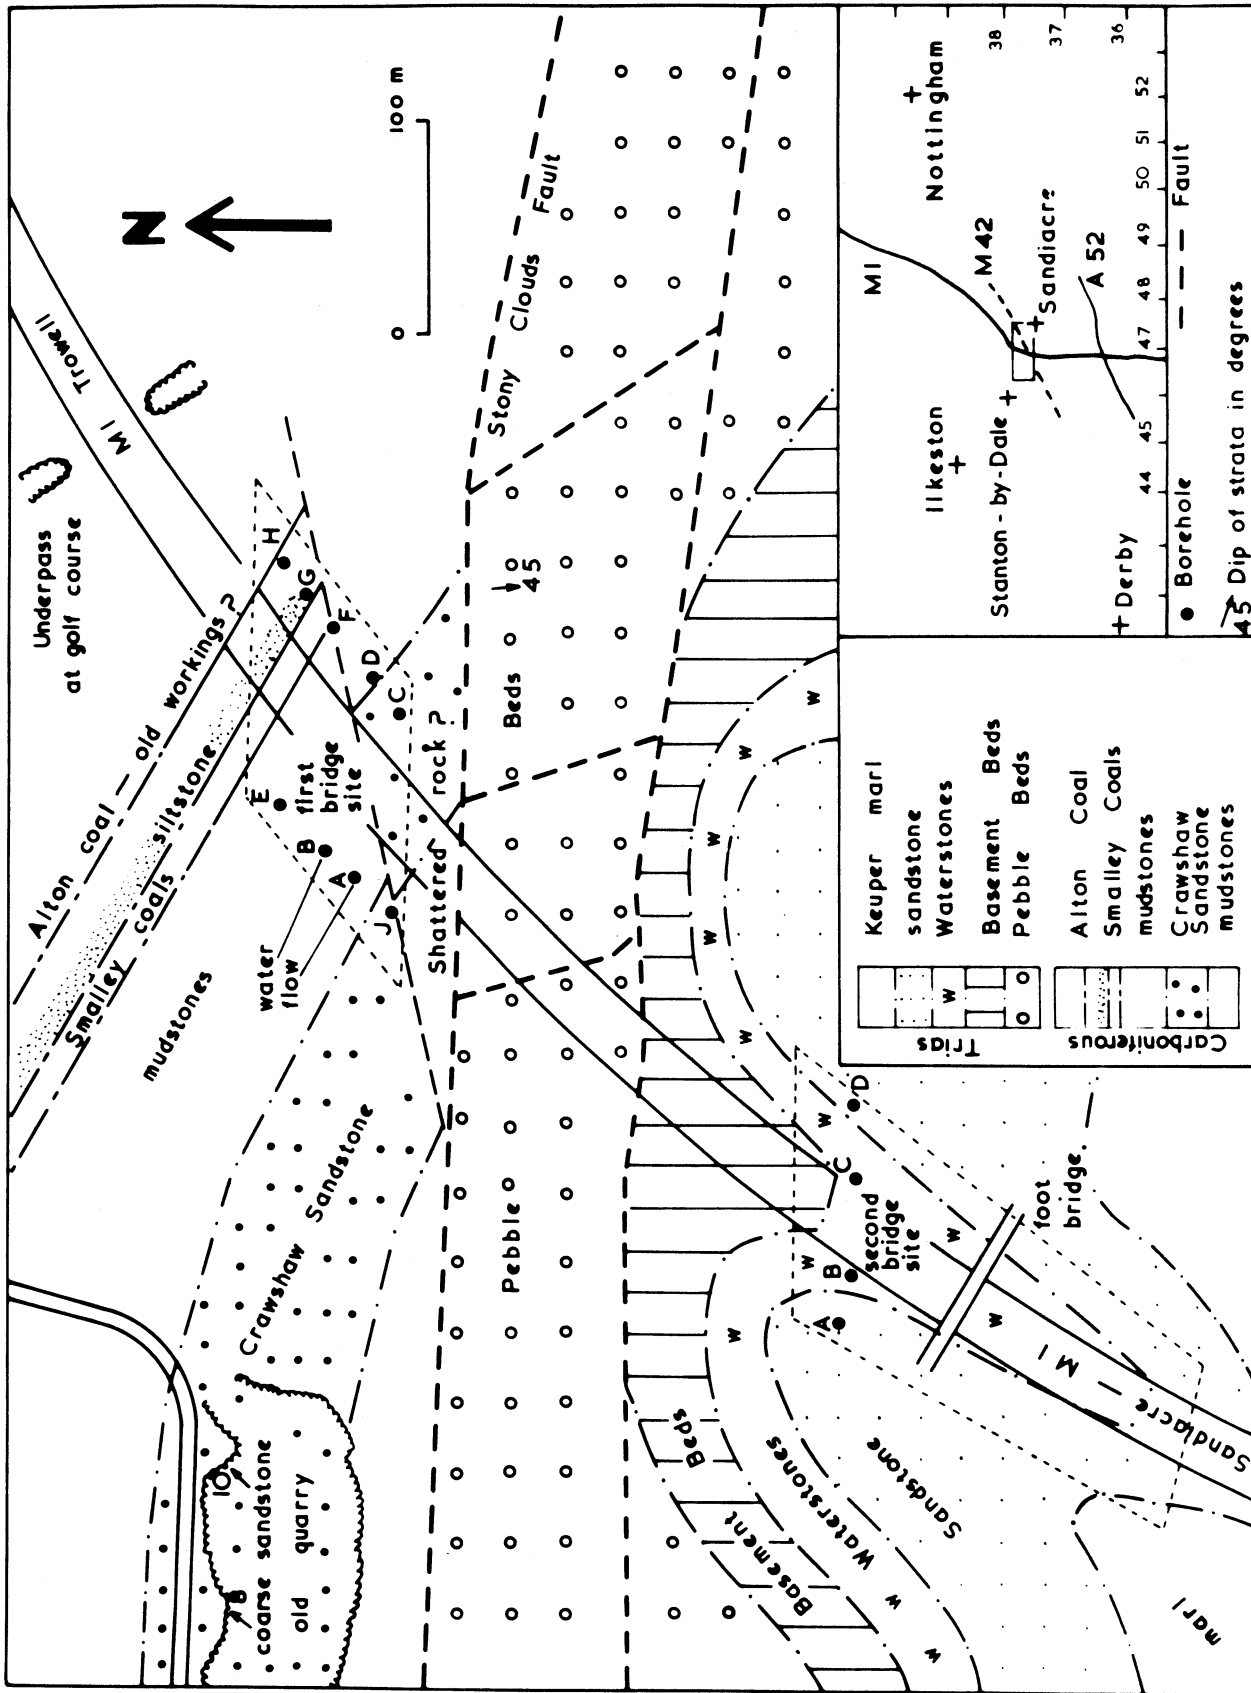 Underpass
at golf course
M1 Trowell
N
0 100 m
Alton coal old workings ?
siltstone
Smalley coals
mudstones
water
flow
first
bridge
site
A
B
C
D
E
F
G
H
J
Shattered rock ?
Stony Clouds Fault
Crawshaw Sandstone
10
8
coarse sandstone
old quarry
Pebble Beds
45
Basement Beds
Waterstones
Sandstone
marl
w
w
w
w
w
w
w
w
w
w
w
A
B
C
D
second
bridge
site
foot
bridge
M1
Sandiacre
Trias
Keuper marl
sandstone
w Waterstones
Basement Beds
Pebble Beds
Carboniferous
Alton Coal
Smalley Coals
mudstones
Crawshaw
Sandstone
mudstones
Ilkeston
Nottingham
M1
M42
Stanton-by-Dale
Sandiacre
A52
Derby
38
37
36
44 45 47 48 49 50 51 52
Borehole
Fault
45 Dip of strata in degrees